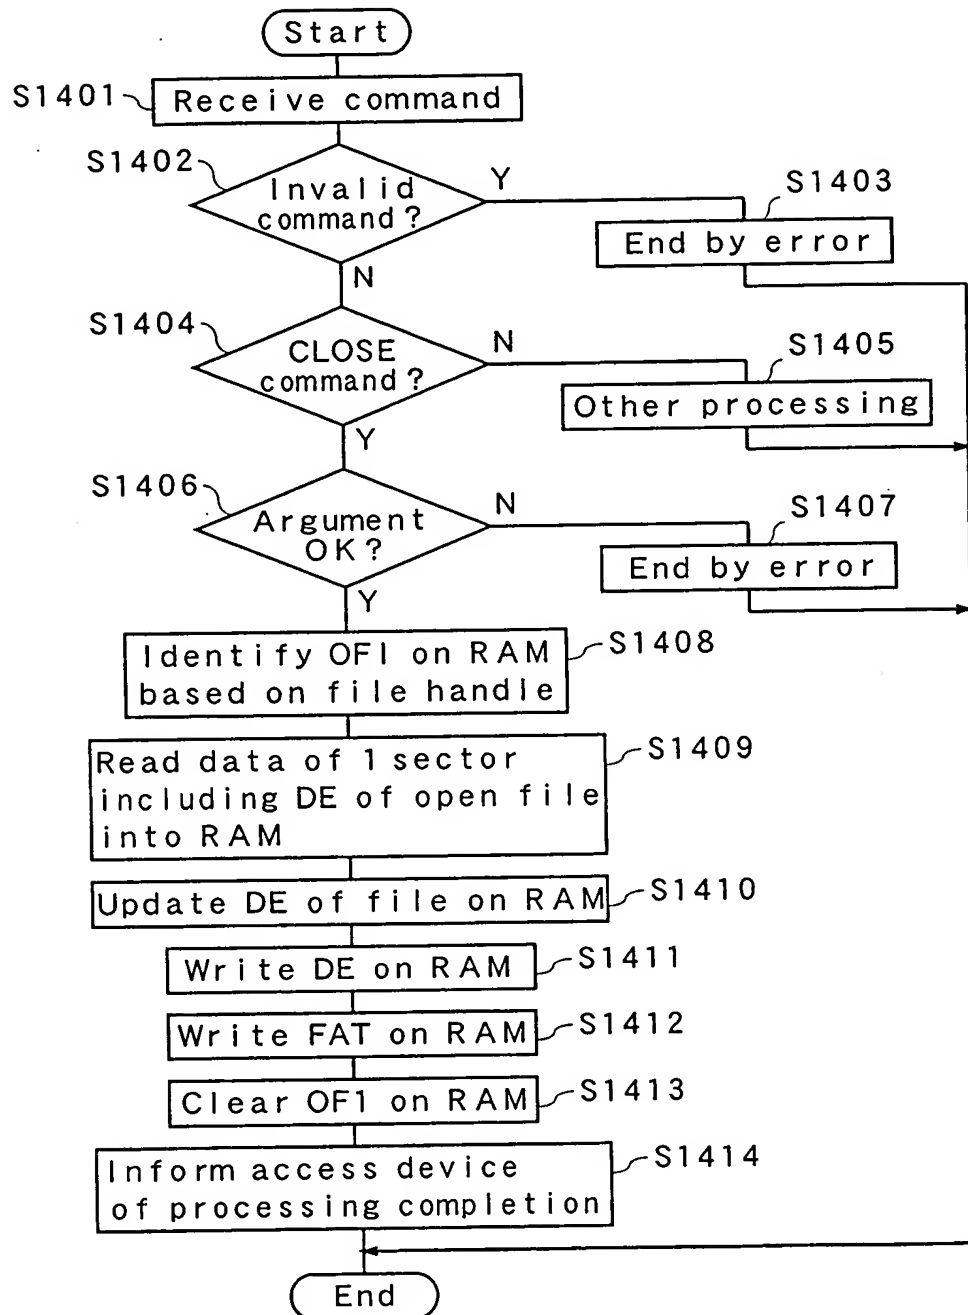 Start
S1401
Receive command
S1402
Invalid
command?
Y
S1403
End by error
N
S1404
CLOSE
command?
N
S1405
Other processing
Y
S1406
Argument
OK?
N
S1407
End by error
Y
Identify OFI on RAM
based on file handle
S1408
Read data of 1 sector
including DE of open file
into RAM
S1409
Update DE of file on RAM
S1410
Write DE on RAM
S1411
Write FAT on RAM
S1412
Clear OF1 on RAM
S1413
Inform access device
of processing completion
S1414
End